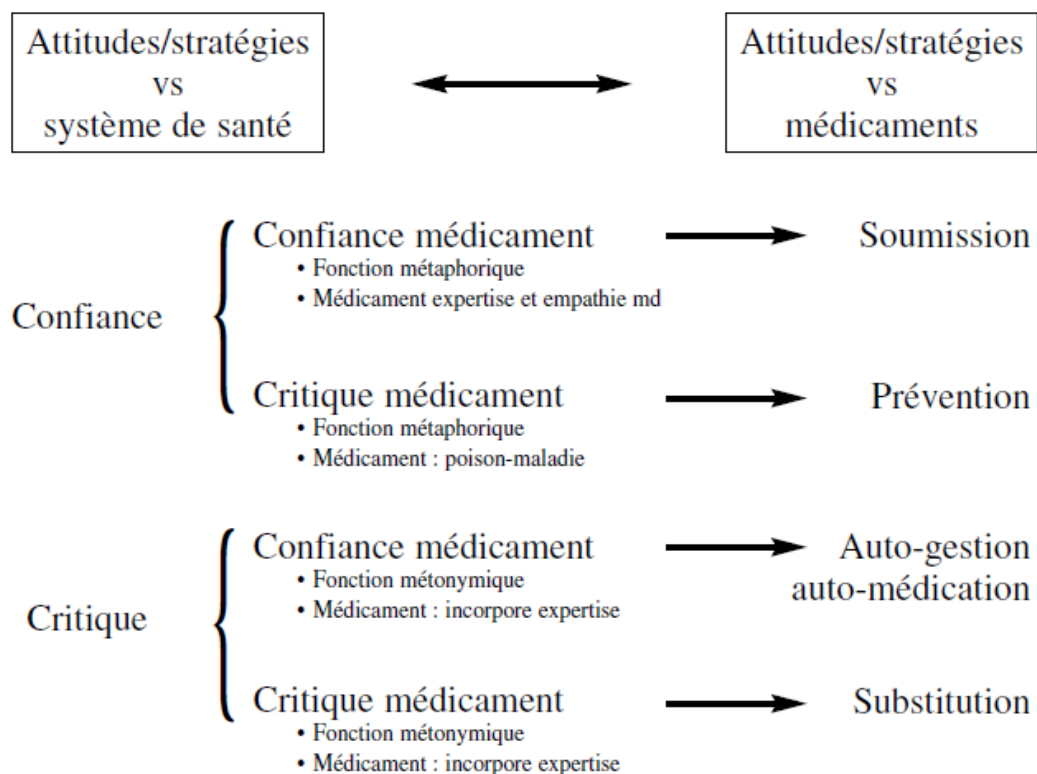 Attitudes/stratégies
vs
système de santé
Attitudes/stratégies
vs
médicaments
Confiance
Confiance médicament
• Fonction métaphorique
• Médicament expertise et empathie md
Soumission
Critique médicament
• Fonction métaphorique
• Médicament : poison-maladie
Prévention
Critique
Confiance médicament
• Fonction métonymique
• Médicament : incorpore expertise
Auto-gestion
auto-médication
Critique médicament
• Fonction métonymique
• Médicament : incorpore expertise
Substitution